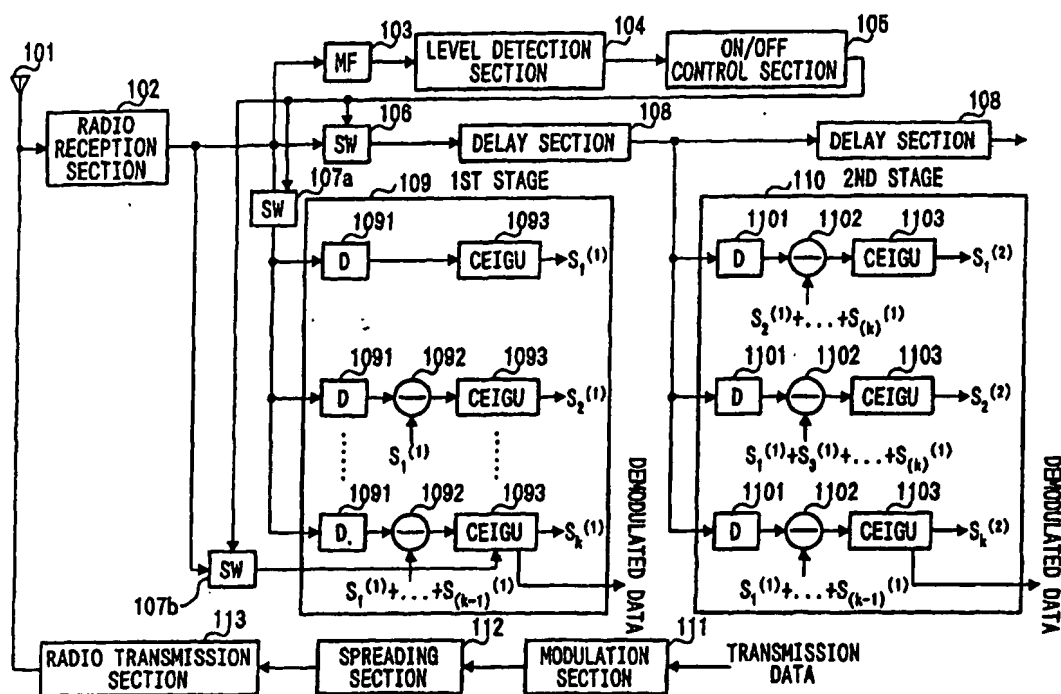 101
102
RADIO
RECEPTION
SECTION
103
MF
LEVEL DETECTION
SECTION
104
ON/OFF
CONTROL SECTION
105
106
SW
108
DELAY SECTION
108
DELAY SECTION
107a
SW
109
1ST STAGE
1091
D
1093
CEIGU
S₁⁽¹⁾
1091
D
1092
1093
CEIGU
S₂⁽¹⁾
S₁⁽¹⁾
1091
D
1092
1093
CEIGU
Sₖ⁽¹⁾
S₁⁽¹⁾+...+S₍ₖ₋₁₎⁽¹⁾
DEMODULATED DATA
SW
107b
110
2ND STAGE
1101
D
1102
1103
CEIGU
S₁⁽²⁾
S₂⁽¹⁾+...+S₍ₖ₎⁽¹⁾
1101
D
1102
1103
CEIGU
S₂⁽²⁾
S₁⁽¹⁾+S₃⁽¹⁾+...+S₍ₖ₎⁽¹⁾
1101
D
1102
1103
CEIGU
Sₖ⁽²⁾
S₁⁽¹⁾+...+S₍ₖ₋₁₎⁽¹⁾
DEMODULATED DATA
113
RADIO TRANSMISSION
SECTION
112
SPREADING
SECTION
111
MODULATION
SECTION
TRANSMISSION
DATA